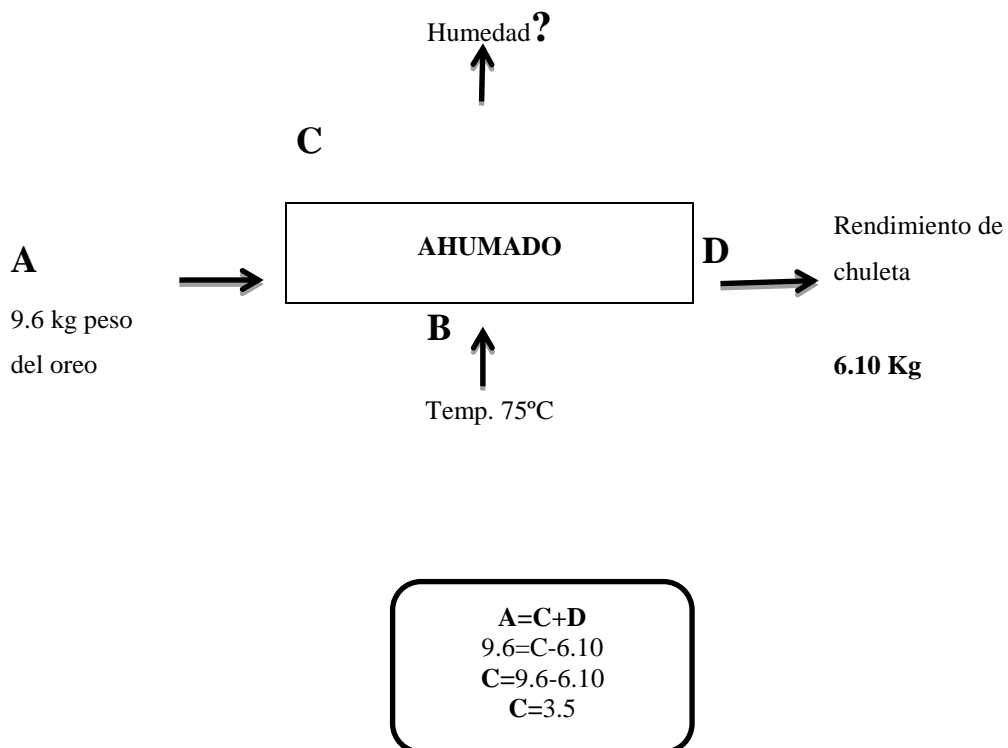 Humedad?
C
AHUMADO
A
9.6 kg peso
del oreo
D
Rendimiento de
chuleta
6.10 Kg
B
Temp. 75ºC
A=C+D
9.6=C-6.10
C=9.6-6.10
C=3.5